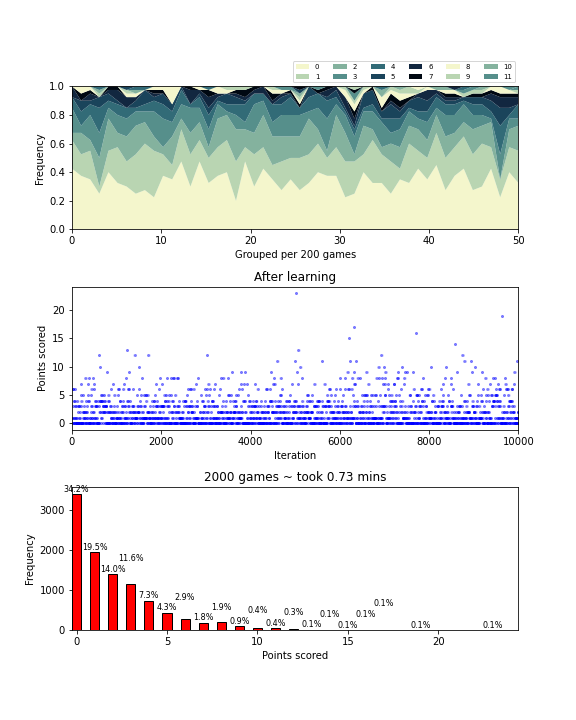 0 2 4 6 8 10
1 3 5 7 9 11
1.0
0.8
0.6
0.4
0.2
0.0
Frequency
0 10 20 30 40 50
Grouped per 200 games
After learning
20
15
10
5
0
Points scored
0 2000 4000 6000 8000 10000
Iteration
2000 games ~ took 0.73 mins
3000
2000
1000
0
Frequency
34.2%
19.5%
14.0%
11.6%
7.3%
4.3%
2.9%
1.8%
1.9%
0.9%
0.4%
0.4%
0.3%
0.1%
0.1%
0.1%
0.1%
0.1%
0.1%
0.1%
0 5 10 15 20
Points scored